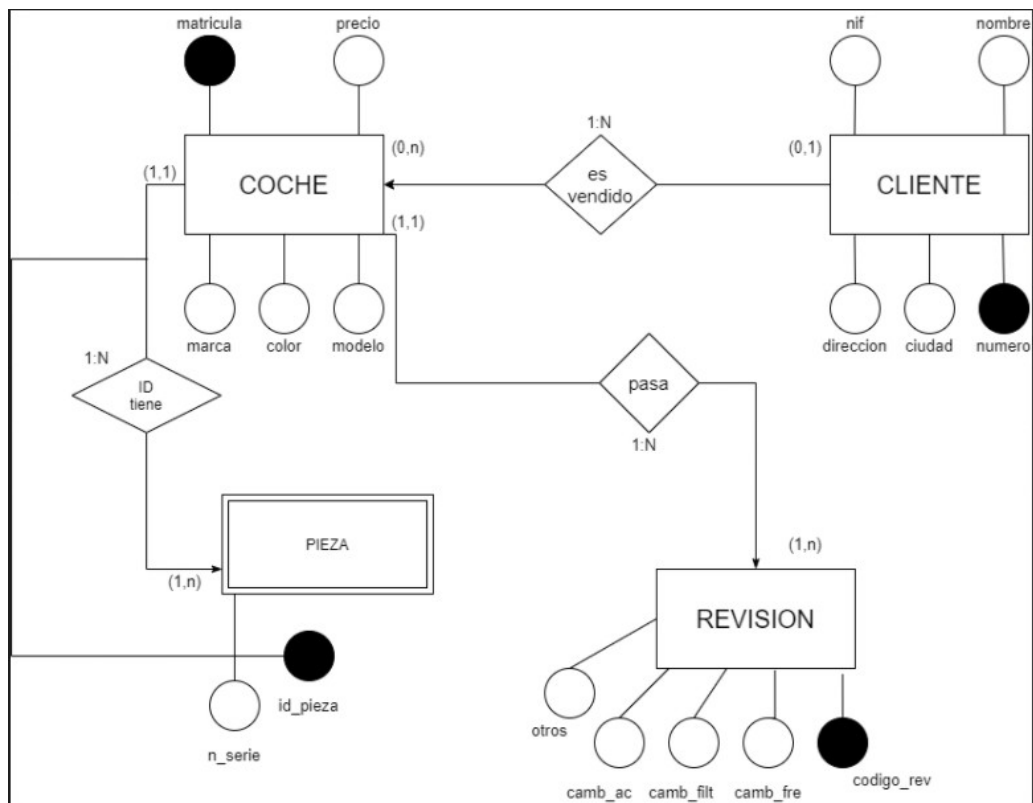 matricula
precio
nif
nombre
1:N
(0,n)
(0,1)
(1,1)
COCHE
es
vendido
CLIENTE
(1,1)
marca
color
modelo
direccion
ciudad
numero
1:N
ID
tiene
pasa
1:N
PIEZA
(1,n)
(1,n)
REVISION
id_pieza
otros
n_serie
camb_ac
camb_filt
camb_fre
codigo_rev